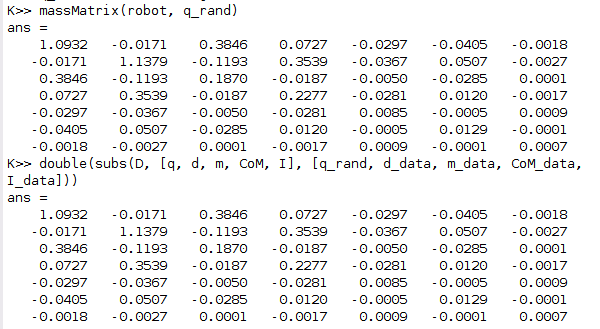 K>> massMatrix(robot, q_rand)
ans =
1.0932 -0.0171 0.3846 0.0727 -0.0297 -0.0405 -0.0018
-0.0171 1.1379 -0.1193 0.3539 -0.0367 0.0507 -0.0027
0.3846 -0.1193 0.1870 -0.0187 -0.0050 -0.0285 0.0001
0.0727 0.3539 -0.0187 0.2277 -0.0281 0.0120 -0.0017
-0.0297 -0.0367 -0.0050 -0.0281 0.0085 -0.0005 0.0009
-0.0405 0.0507 -0.0285 0.0120 -0.0005 0.0129 -0.0001
-0.0018 -0.0027 0.0001 -0.0017 0.0009 -0.0001 0.0007
K>> double(subs(D, [q, d, m, CoM, I], [q_rand, d_data, m_data, CoM_data,
I_data]))
ans =
1.0932 -0.0171 0.3846 0.0727 -0.0297 -0.0405 -0.0018
-0.0171 1.1379 -0.1193 0.3539 -0.0367 0.0507 -0.0027
0.3846 -0.1193 0.1870 -0.0187 -0.0050 -0.0285 0.0001
0.0727 0.3539 -0.0187 0.2277 -0.0281 0.0120 -0.0017
-0.0297 -0.0367 -0.0050 -0.0281 0.0085 -0.0005 0.0009
-0.0405 0.0507 -0.0285 0.0120 -0.0005 0.0129 -0.0001
-0.0018 -0.0027 0.0001 -0.0017 0.0009 -0.0001 0.0007